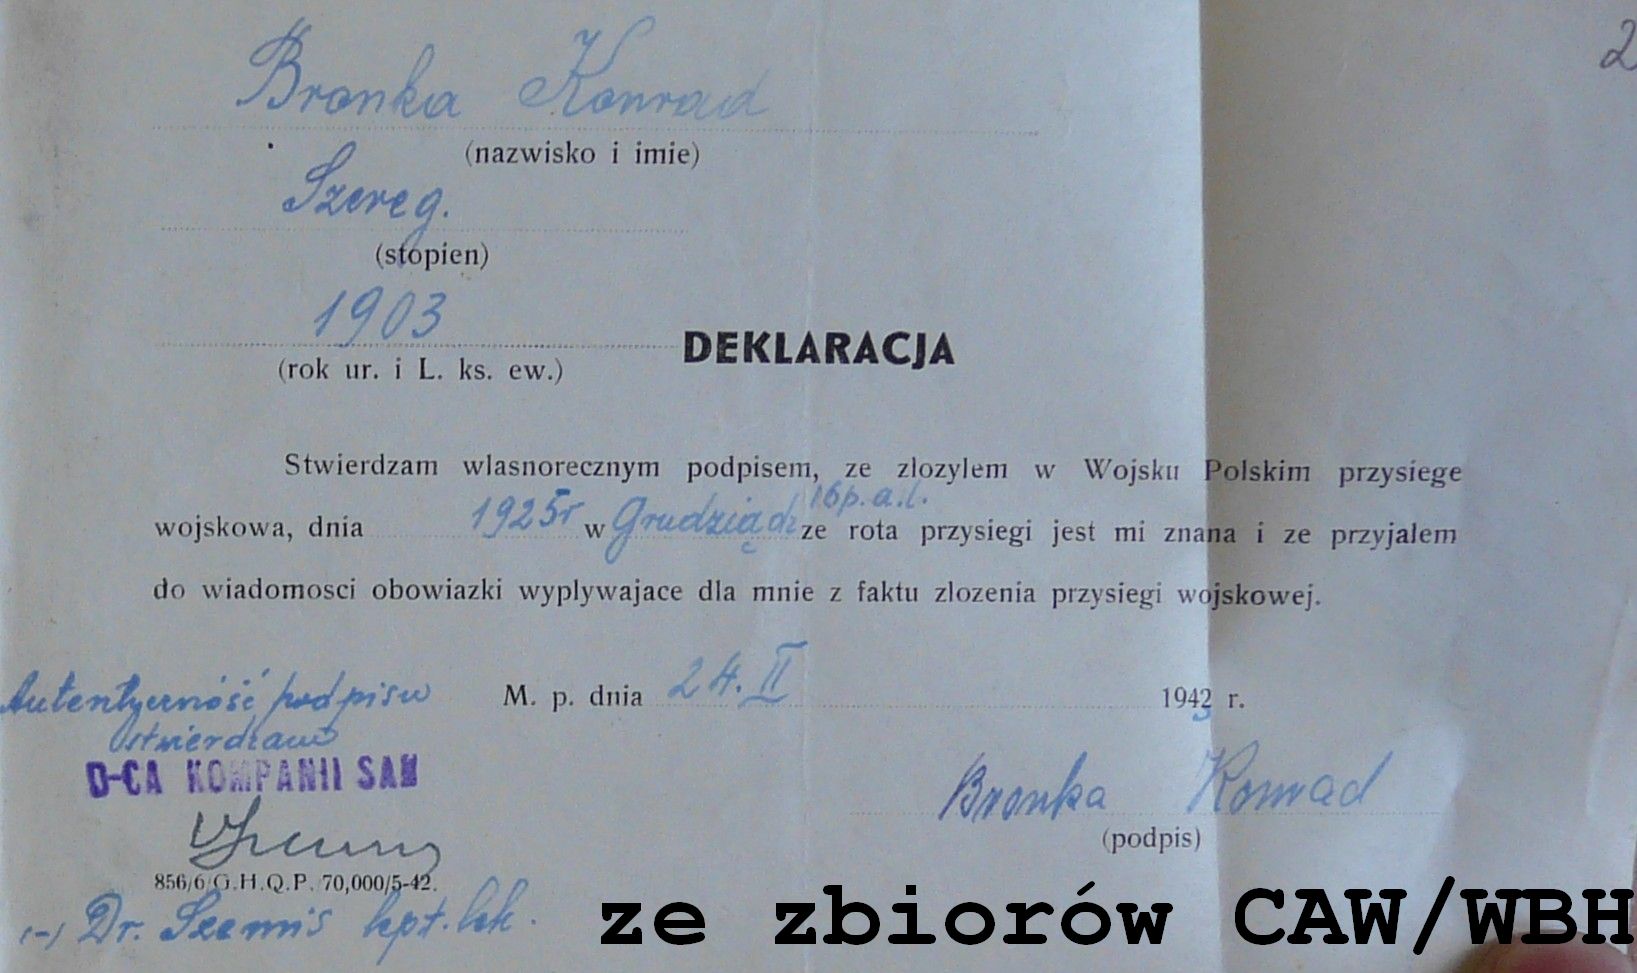 2
Bronka Konrad
(nazwisko i imie)
Szereg.
(stopien)
1903
(rok ur. i L. ks. ew.)
DEKLARACJA
Stwierdzam wlasnorecznym podpisem, ze zlozylem w Wojsku Polskim przysiege
16 p.a.l.
wojskowa, dnia 1925r w Grudziądz ze rota przysiegi jest mi znana i ze przyjalem
do wiadomosci obowiazki wyplywajace dla mnie z faktu zlozenia przysiegi wojskowej.
Autentyczność podpisu
stwierdzam
M. p. dnia 24. II 1943 r.
D-CA KOMPANII SAN
Bronka Konrad
(podpis)
856/6/G.H.Q.P. 70,000/5-42.
(-) Dr. Szemis kpt. lek.
ze zbiorów CAW/WBH